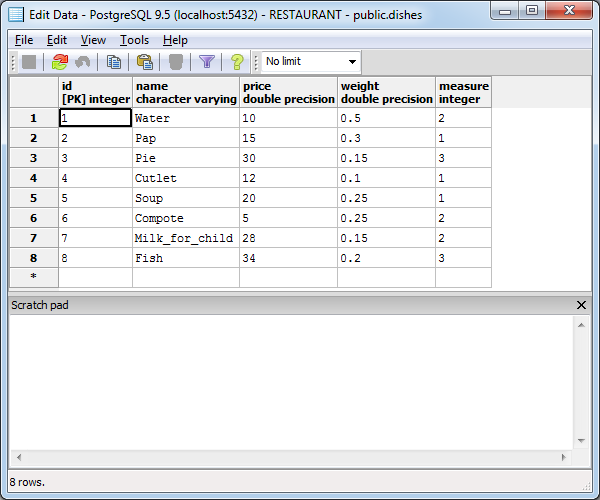 Edit Data - PostgreSQL 9.5 (localhost:5432) - RESTAURANT - public.dishes
File Edit View Tools Help
No limit
id name price weight measure
[PK] integer character varying double precision double precision integer
1 1 Water 10 0.5 2
2 2 Pap 15 0.3 1
3 3 Pie 30 0.15 3
4 4 Cutlet 12 0.1 1
5 5 Soup 20 0.25 1
6 6 Compote 5 0.25 2
7 7 Milk_for_child 28 0.15 2
8 8 Fish 34 0.2 3
*
Scratch pad
8 rows.